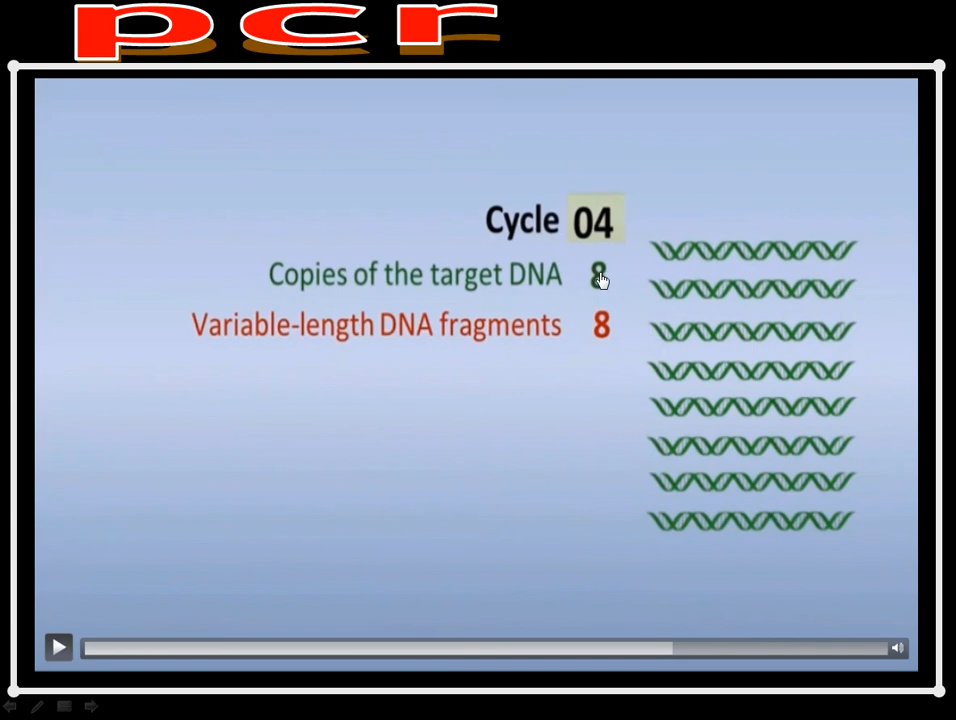 pcr
Cycle 04
Copies of the target DNA 8
Variable-length DNA fragments 8